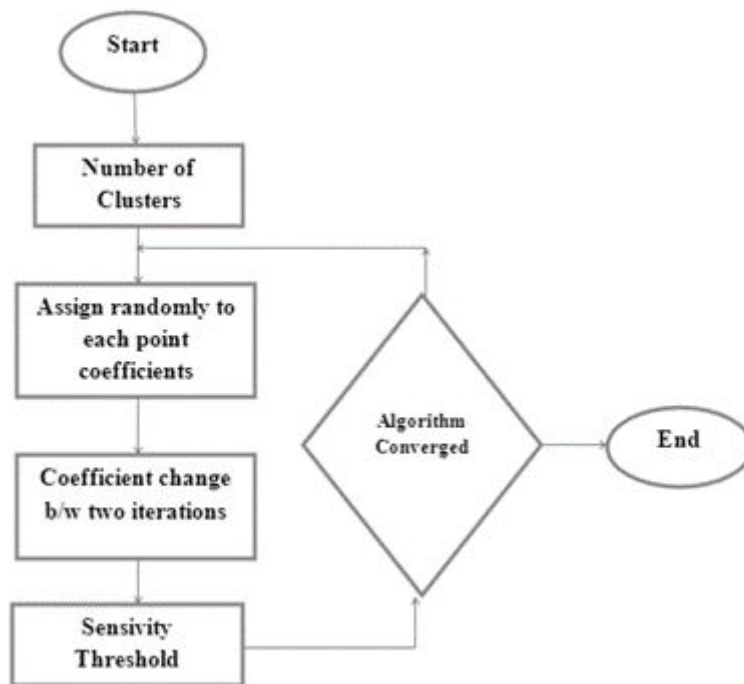 Start
Number of
Clusters
Assign randomly to
each point
coefficients
Coefficient change
b/w two iterations
Sensivity
Threshold
Algorithm
Converged
End